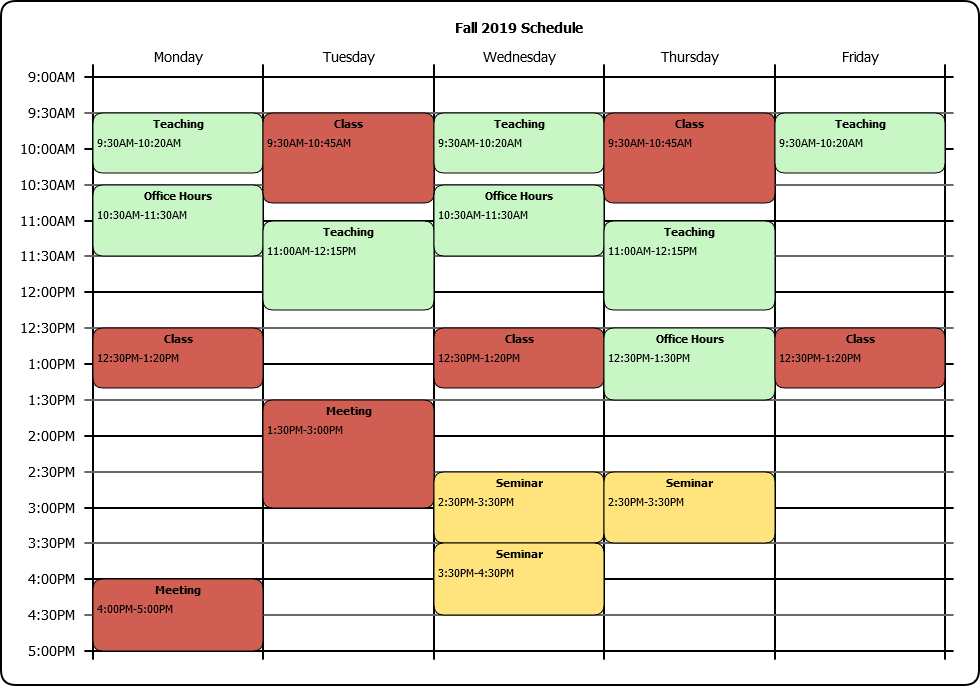 Fall 2019 Schedule
Monday Tuesday Wednesday Thursday Friday
9:00AM
9:30AM
Teaching Class Teaching Class Teaching
9:30AM-10:20AM 9:30AM-10:45AM 9:30AM-10:20AM 9:30AM-10:45AM 9:30AM-10:20AM
10:00AM
10:30AM
Office Hours Office Hours
10:30AM-11:30AM 10:30AM-11:30AM
11:00AM
Teaching Teaching
11:00AM-12:15PM 11:00AM-12:15PM
11:30AM
12:00PM
12:30PM
Class Class Office Hours Class
12:30PM-1:20PM 12:30PM-1:20PM 12:30PM-1:30PM 12:30PM-1:20PM
1:00PM
1:30PM
Meeting
1:30PM-3:00PM
2:00PM
2:30PM
Seminar Seminar
2:30PM-3:30PM 2:30PM-3:30PM
3:00PM
3:30PM
Seminar
3:30PM-4:30PM
4:00PM
Meeting
4:00PM-5:00PM
4:30PM
5:00PM